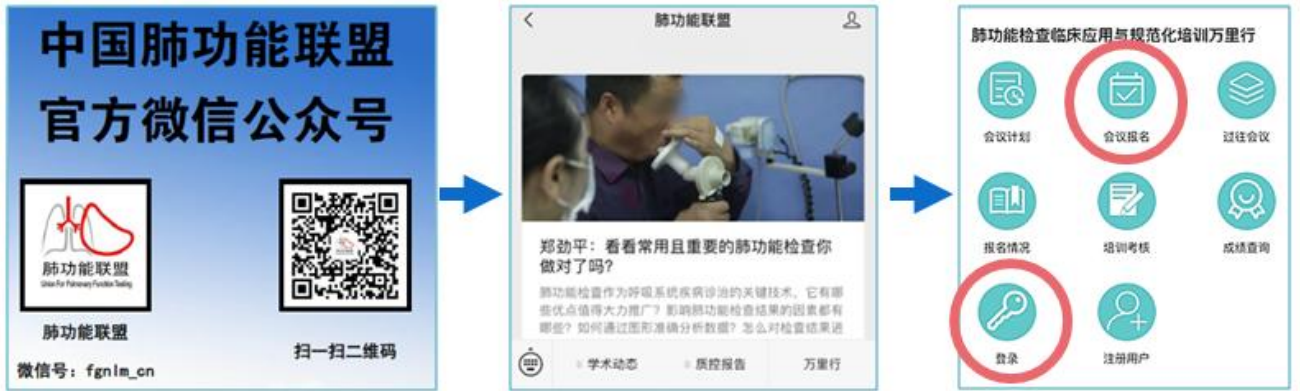 中国肺功能联盟
官方微信公众号
肺功能联盟
Union For Pulmonary Function Testing
肺功能联盟
微信号：fgnlm_cn
扫一扫二维码
肺功能联盟
郑劲平：看看常用且重要的肺功能检查你
做对了吗？
肺功能检查作为呼吸系统疾病诊治的关键技术，它有哪
些优点值得大力推广？影响肺功能检查结果的因素都有
哪些？如何通过图形准确分析数据？怎么对检查结果进
学术动态
质控报告
万里行
肺功能检查临床应用与规范化培训万里行
会议计划
会议报名
过往会议
报名情况
培训考核
成绩查询
登录
注册用户